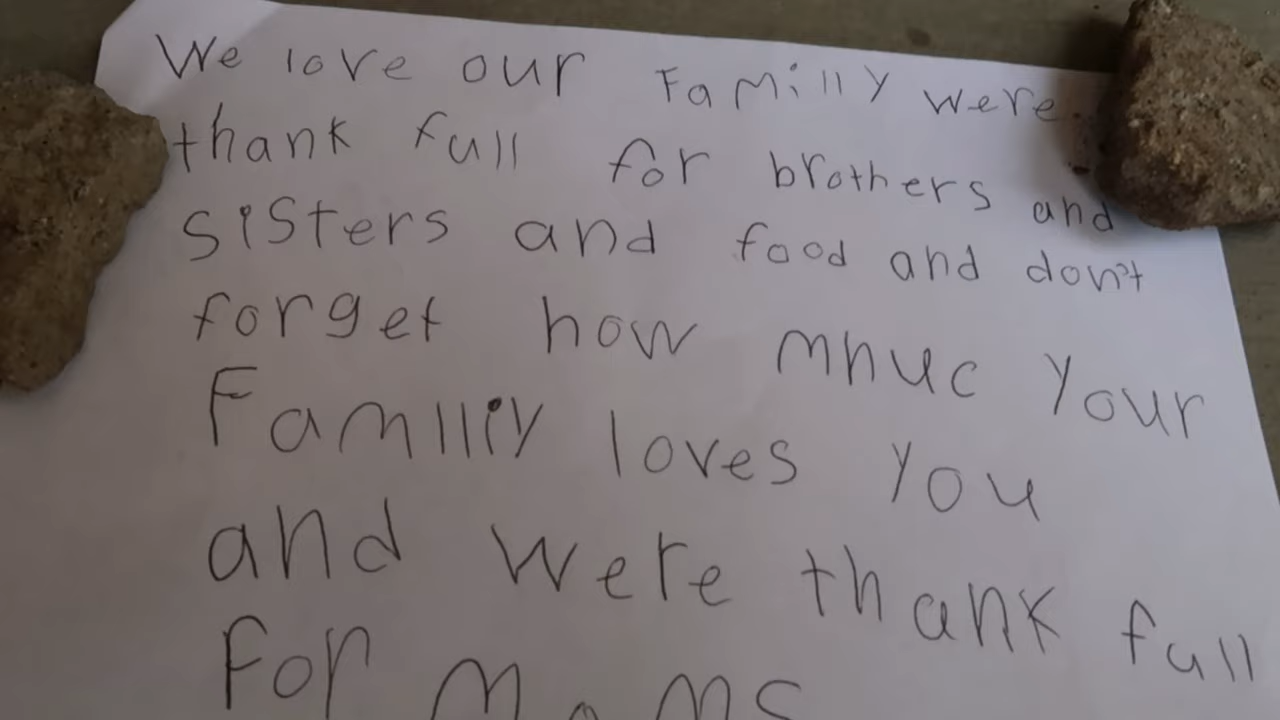 We love our Familly were
thank full for brothers and
sisters and food and don't
forget how mhuc your
Famlliy loves you
and were thank full
For Moms